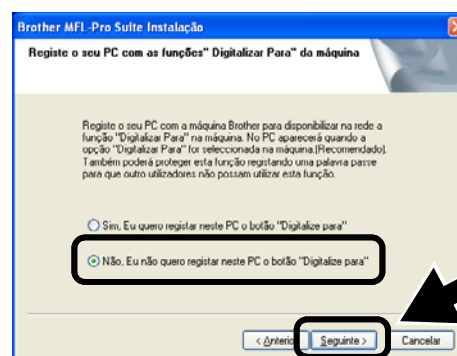 Brother MFL-Pro Suite Instalação
Registe o seu PC com as funções" Digitalizar Para" da máquina
Registe o seu PC com a máquina Brother para disponibilizar na rede a
função "Digitalizar Para" na máquina. No PC aparecerá quando a
opção "Digitalizar Para" for seleccionada na máquina.(Recomendado).
Também poderá proteger esta função registando uma palavra passe
para que outro utilizadores não possam utilizar esta função.
Sim, Eu quero registar neste PC o botão "Digitalize para"
Não, Eu não quero registar neste PC o botão "Digitalize para"
< Anterio Seguinte > Cancelar